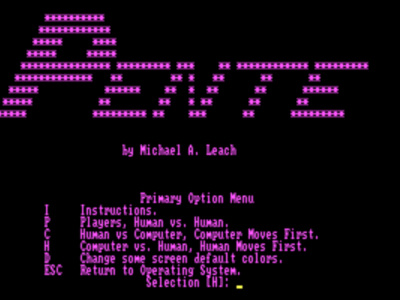 PENTE
by Michael A. Leach
Primary Option Menu
I Instructions.
P Players, Human vs. Human.
C Human vs Computer, Computer Moves First.
H Computer vs. Human, Human Moves First.
D Change some screen default colors.
ESC Return to Operating System.
Selection [H]: _